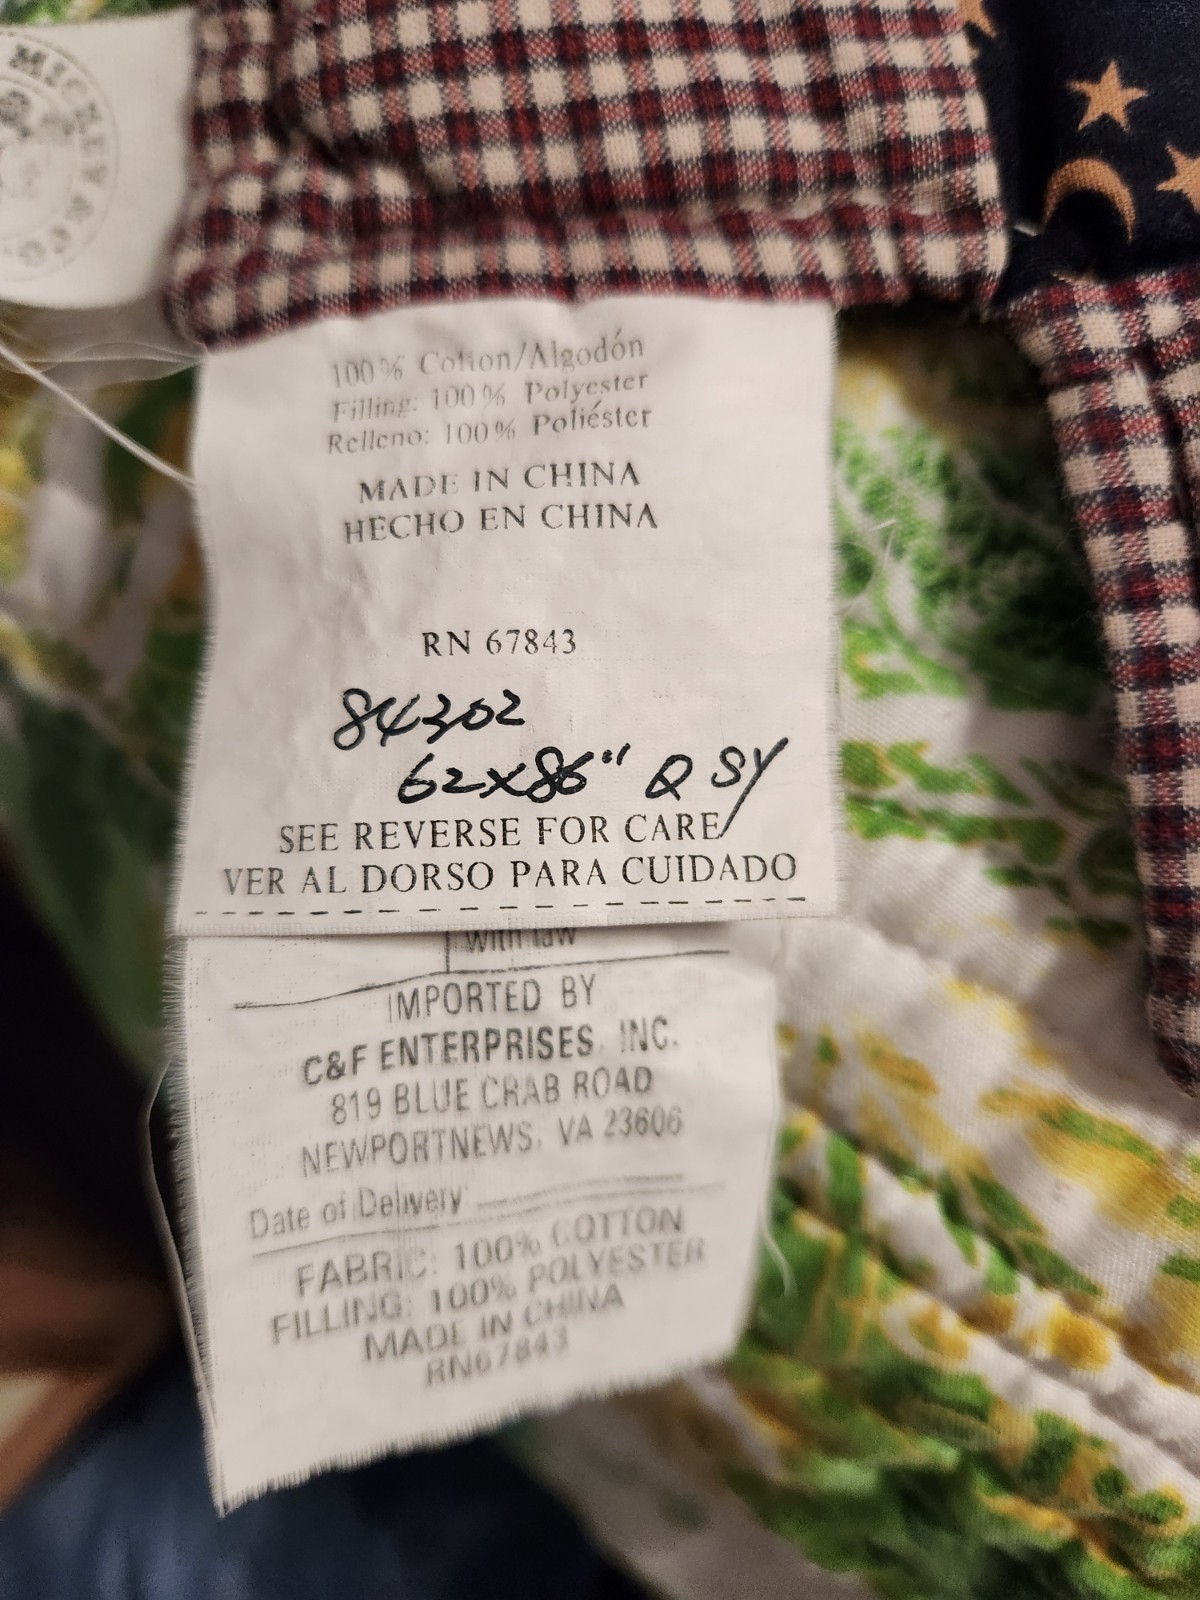 MICKEY & CO.
100% Cotton/Algodón
Filling: 100% Polyester
Relleno: 100% Poliéster
MADE IN CHINA
HECHO EN CHINA
RN 67843
84302
62x86" Q SY
SEE REVERSE FOR CARE
VER AL DORSO PARA CUIDADO
with law
IMPORTED BY
C&F ENTERPRISES, INC.
819 BLUE CRAB ROAD
NEWPORTNEWS, VA 23606
Date of Delivery
FABRIC: 100% COTTON
FILLING: 100% POLYESTER
MADE IN CHINA
RN67843